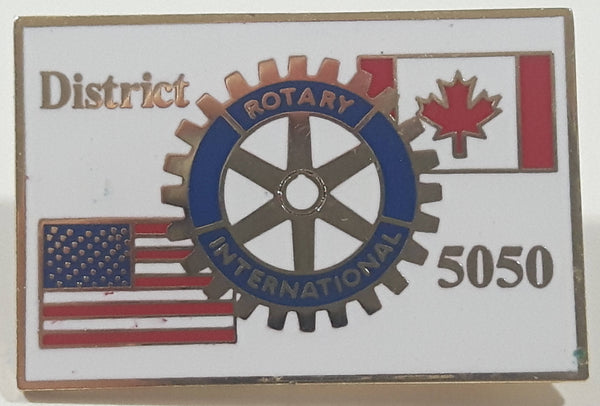 District
ROTARY
INTERNATIONAL
5050